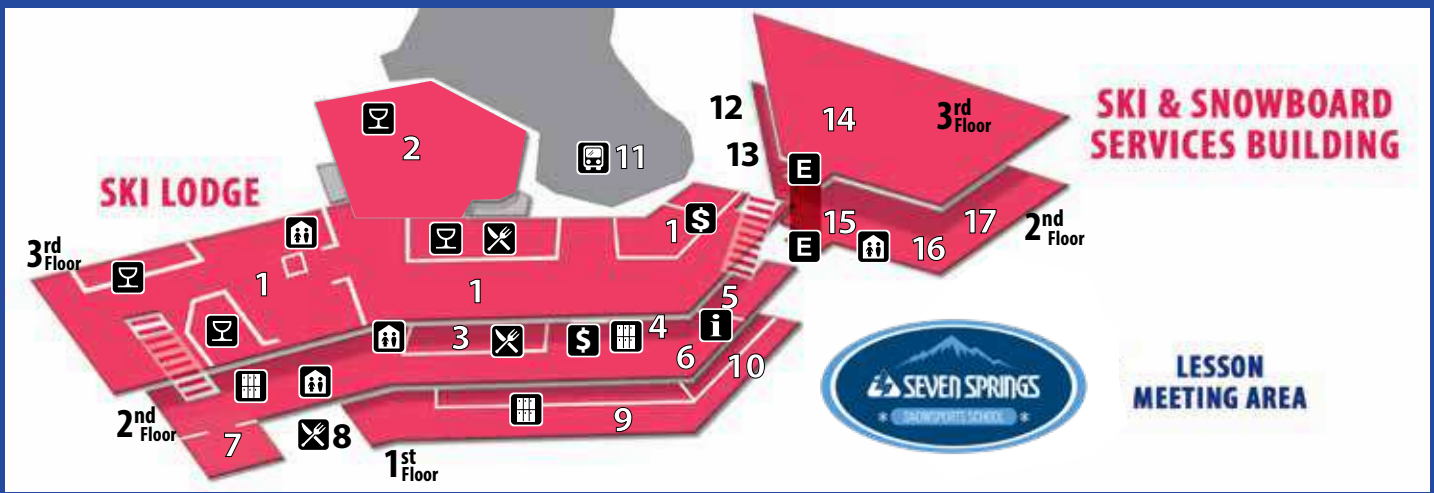 SKI LODGE
3rd Floor
2nd Floor
1st Floor
1
1
1
2
3
4
5
6
7
8
9
10
11
12
13
14
15
16
17
$
$
i
E
E
3rd Floor
2nd Floor
SKI & SNOWBOARD
SERVICES BUILDING
SEVEN SPRINGS
SNOWSPORTS SCHOOL
LESSON
MEETING AREA